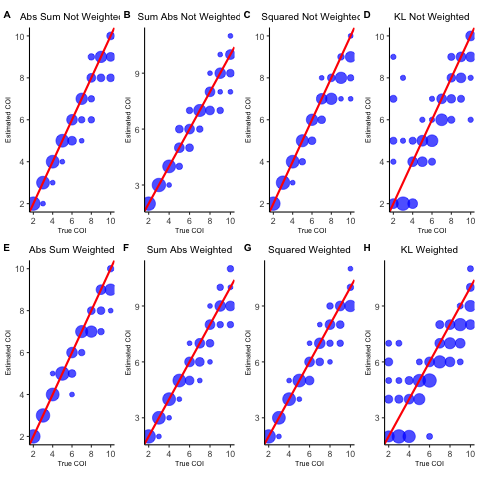 A Abs Sum Not Weighted
B Sum Abs Not Weighted
C Squared Not Weighted
D KL Not Weighted
Estimated COI
10
8
6
4
2
2 4 6 8 10
True COI
Estimated COI
9
6
3
2 4 6 8 10
True COI
Estimated COI
10
8
6
4
2
2 4 6 8 10
True COI
Estimated COI
10
8
6
4
2
2 4 6 8 10
True COI
E Abs Sum Weighted
F Sum Abs Weighted
G Squared Weighted
H KL Weighted
Estimated COI
10
8
6
4
2
2 4 6 8 10
True COI
Estimated COI
9
6
3
2 4 6 8 10
True COI
Estimated COI
9
6
3
2 4 6 8 10
True COI
Estimated COI
9
6
3
2 4 6 8 10
True COI